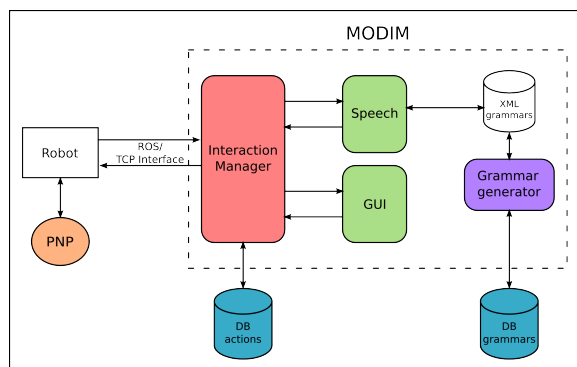 MODIM
Speech
XML
grammars
Robot
ROS/
TCP Interface
Interaction
Manager
Grammar
generator
GUI
PNP
DB
actions
DB
grammars